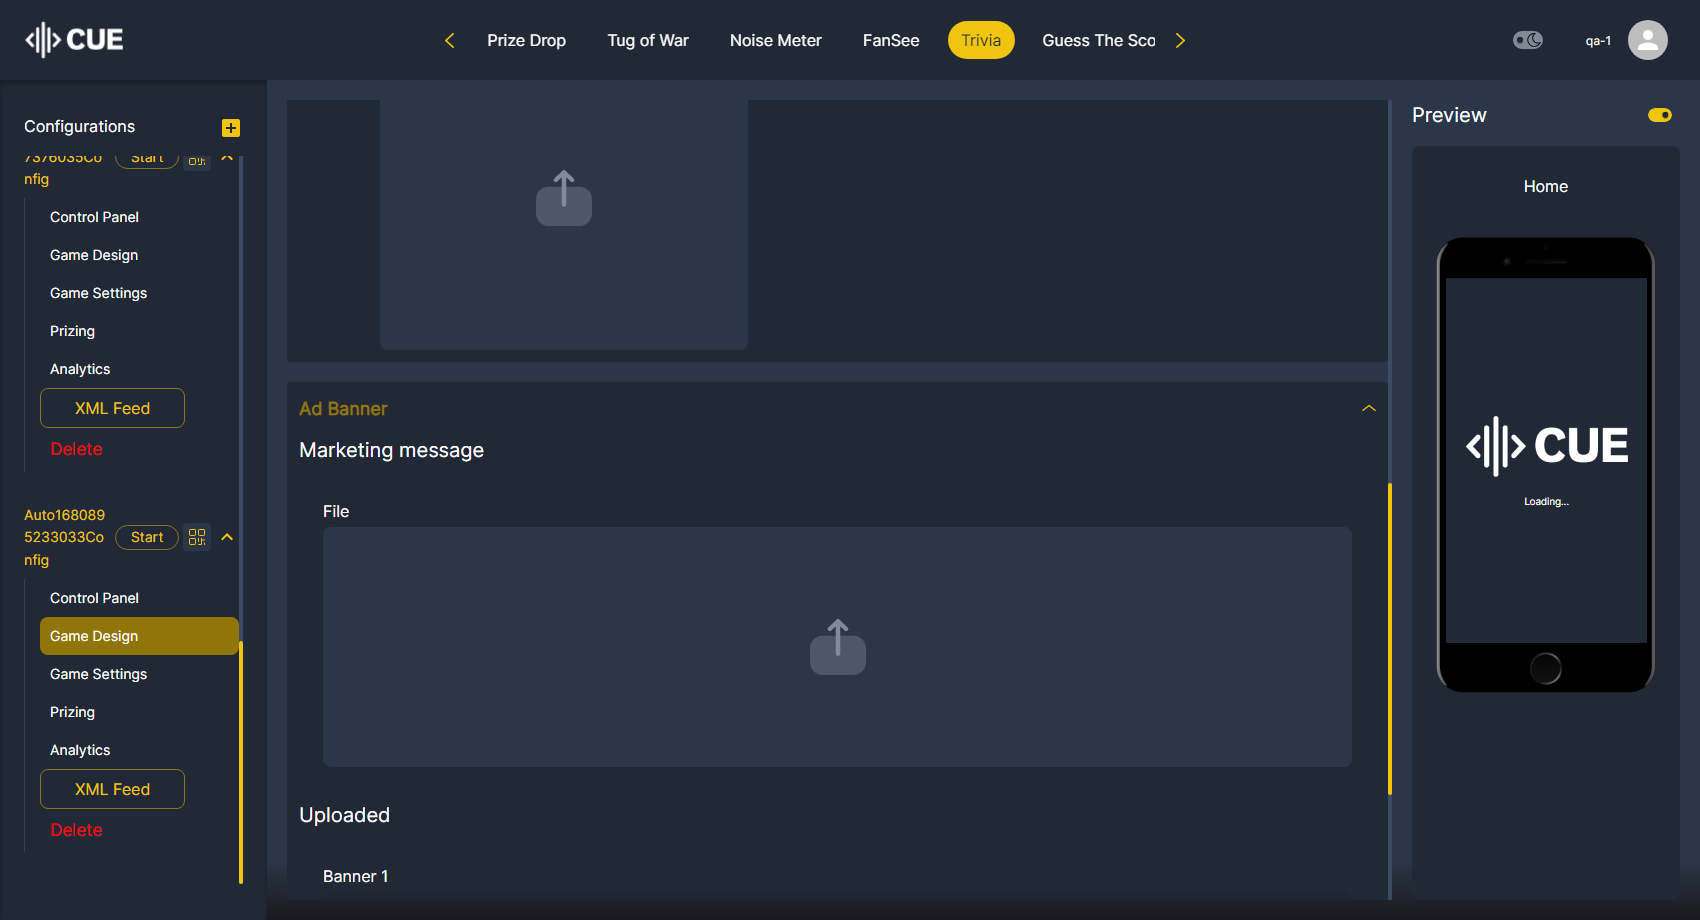 CUE
Prize Drop
Tug of War
Noise Meter
FanSee
Trivia
Guess The Sco
qa-1
Configurations
7376035Co
nfig
Start
Control Panel
Game Design
Game Settings
Prizing
Analytics
XML Feed
Delete
Auto168089
5233033Co
nfig
Start
Control Panel
Game Design
Game Settings
Prizing
Analytics
XML Feed
Delete
Ad Banner
Marketing message
File
Uploaded
Banner 1
Preview
Home
CUE
Loading...